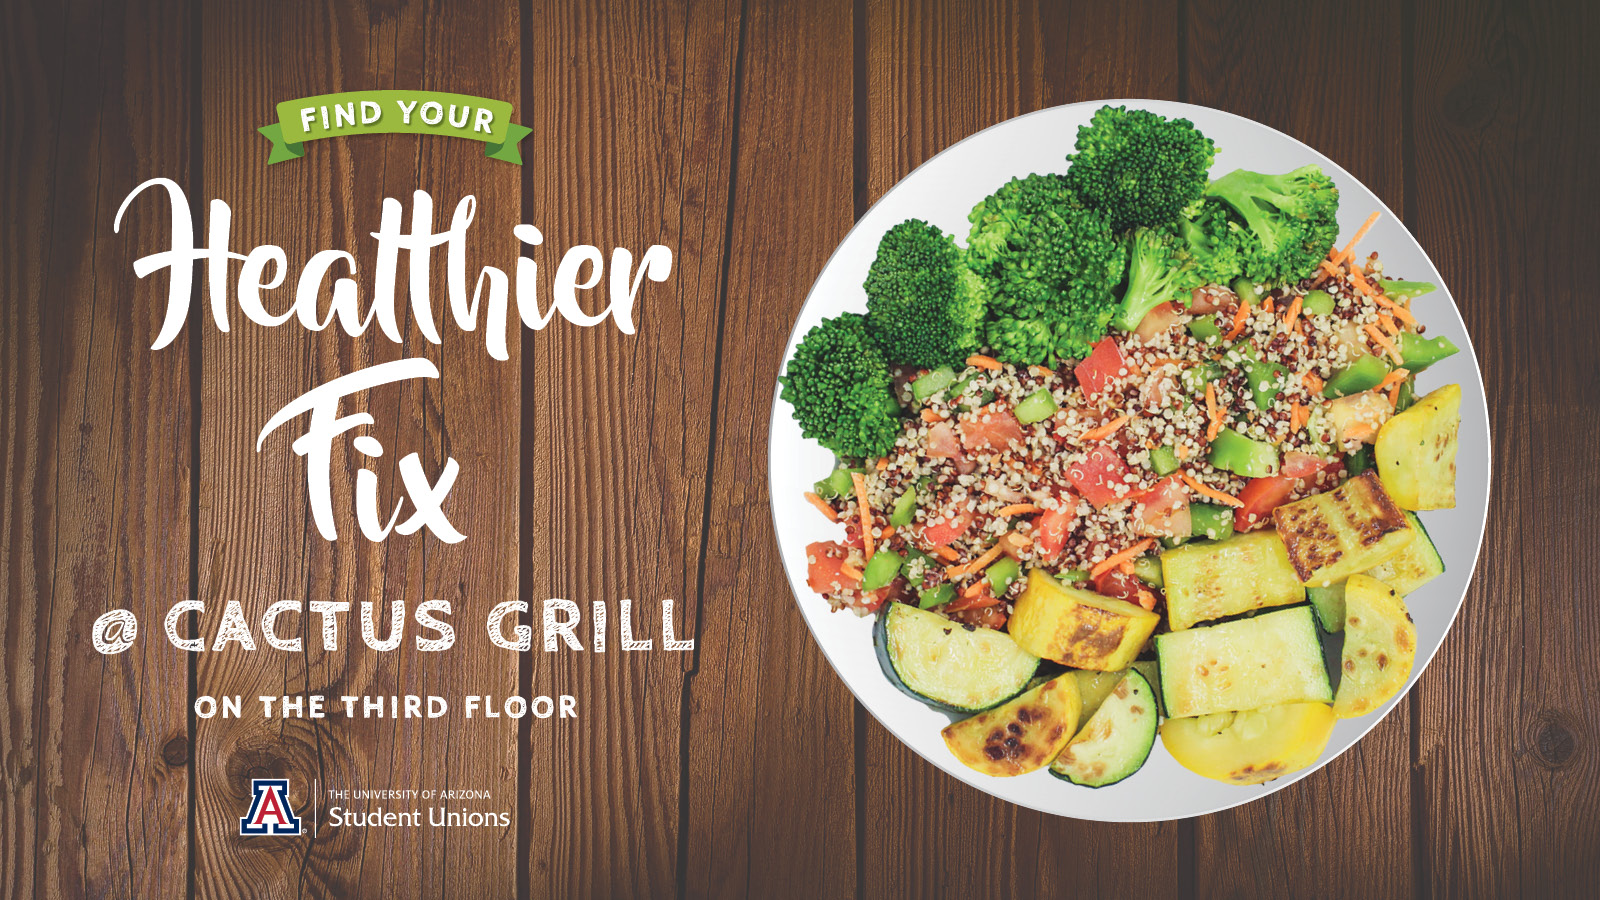 FIND YOUR
Healthier
Fix
@ CACTUS GRILL
ON THE THIRD FLOOR
A
THE UNIVERSITY OF ARIZONA
Student Unions